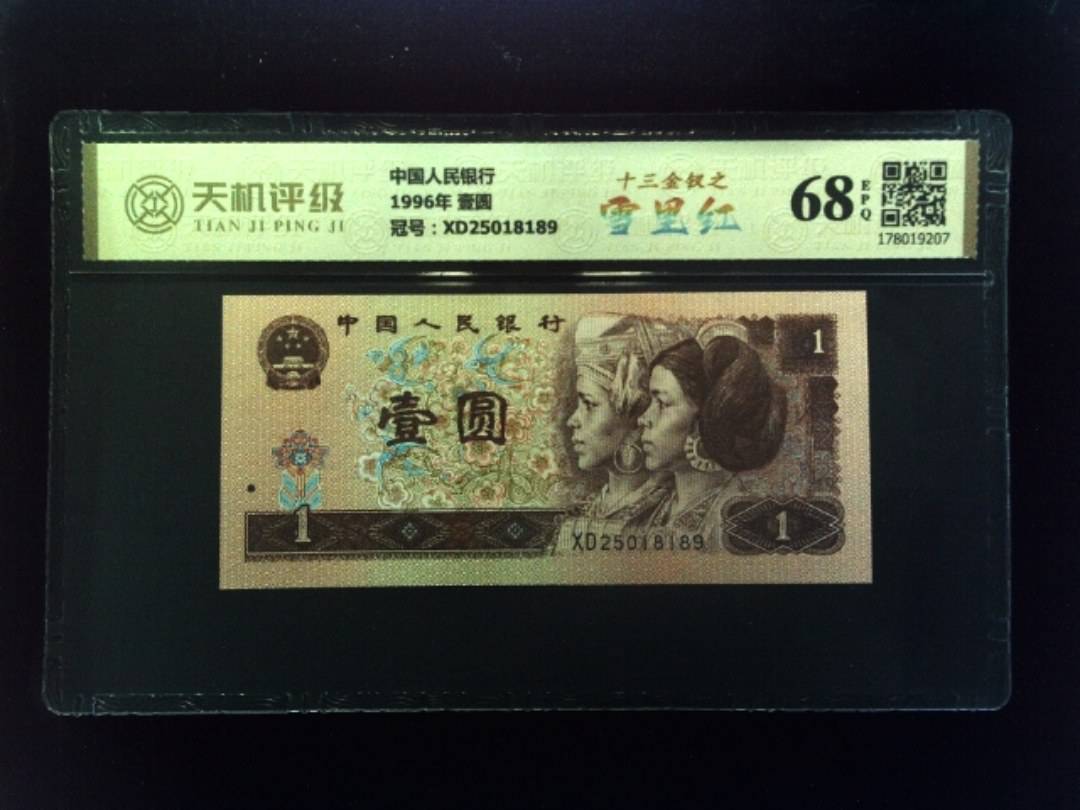 天机评级
TIAN JI PING JI
中国人民银行
1996年 壹圆
冠号：XD25018189
十三金钗之
雪里红
68
EPQ
178019207
中国人民银行
1
壹圆
1
XD25018189
1